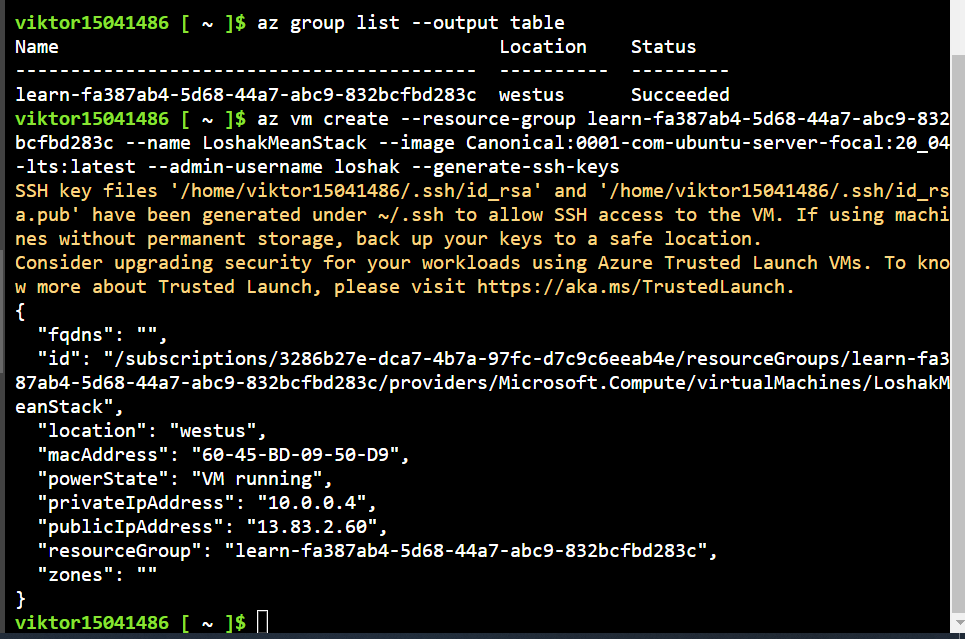 viktor15041486 [ ~ ]$ az group list --output table
Name                                        Location    Status
------------------------------------------  ----------  ---------
learn-fa387ab4-5d68-44a7-abc9-832bcfbd283c  westus      Succeeded
viktor15041486 [ ~ ]$ az vm create --resource-group learn-fa387ab4-5d68-44a7-abc9-832
bcfbd283c --name LoshakMeanStack --image Canonical:0001-com-ubuntu-server-focal:20_04
-lts:latest --admin-username loshak --generate-ssh-keys
SSH key files '/home/viktor15041486/.ssh/id_rsa' and '/home/viktor15041486/.ssh/id_rs
a.pub' have been generated under ~/.ssh to allow SSH access to the VM. If using machi
nes without permanent storage, back up your keys to a safe location.
Consider upgrading security for your workloads using Azure Trusted Launch VMs. To kno
w more about Trusted Launch, please visit https://aka.ms/TrustedLaunch.
{
  "fqdns": "",
  "id": "/subscriptions/3286b27e-dca7-4b7a-97fc-d7c9c6eeab4e/resourceGroups/learn-fa3
87ab4-5d68-44a7-abc9-832bcfbd283c/providers/Microsoft.Compute/virtualMachines/LoshakM
eanStack",
  "location": "westus",
  "macAddress": "60-45-BD-09-50-D9",
  "powerState": "VM running",
  "privateIpAddress": "10.0.0.4",
  "publicIpAddress": "13.83.2.60",
  "resourceGroup": "learn-fa387ab4-5d68-44a7-abc9-832bcfbd283c",
  "zones": ""
}
viktor15041486 [ ~ ]$